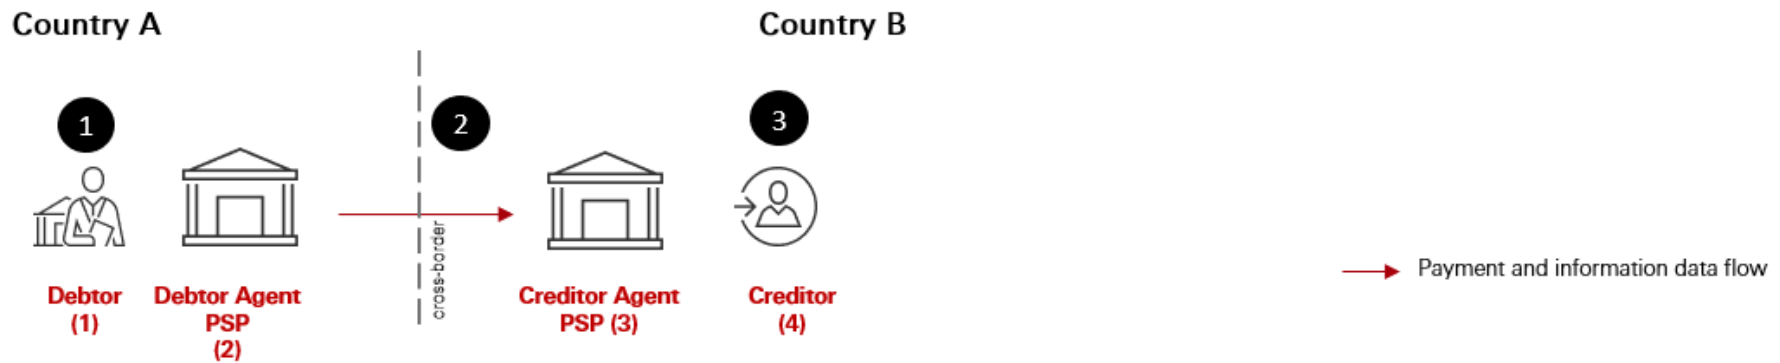 Country A
Country B
1
2
3
cross-border
Debtor
(1)
Debtor Agent
PSP
(2)
Creditor Agent
PSP (3)
Creditor
(4)
Payment and information data flow